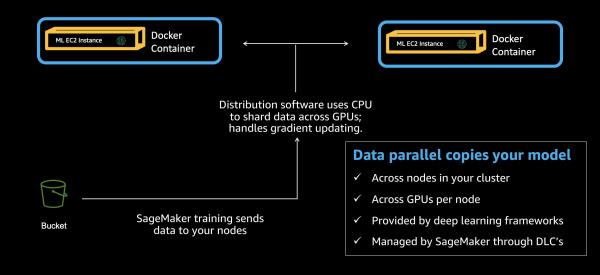 ML EC2 Instance
Docker
Container
ML EC2 Instance
Docker
Container
Distribution software uses CPU
to shard data across GPUs;
handles gradient updating.
Data parallel copies your model
✓ Across nodes in your cluster
✓ Across GPUs per node
✓ Provided by deep learning frameworks
✓ Managed by SageMaker through DLC's
Bucket
SageMaker training sends
data to your nodes